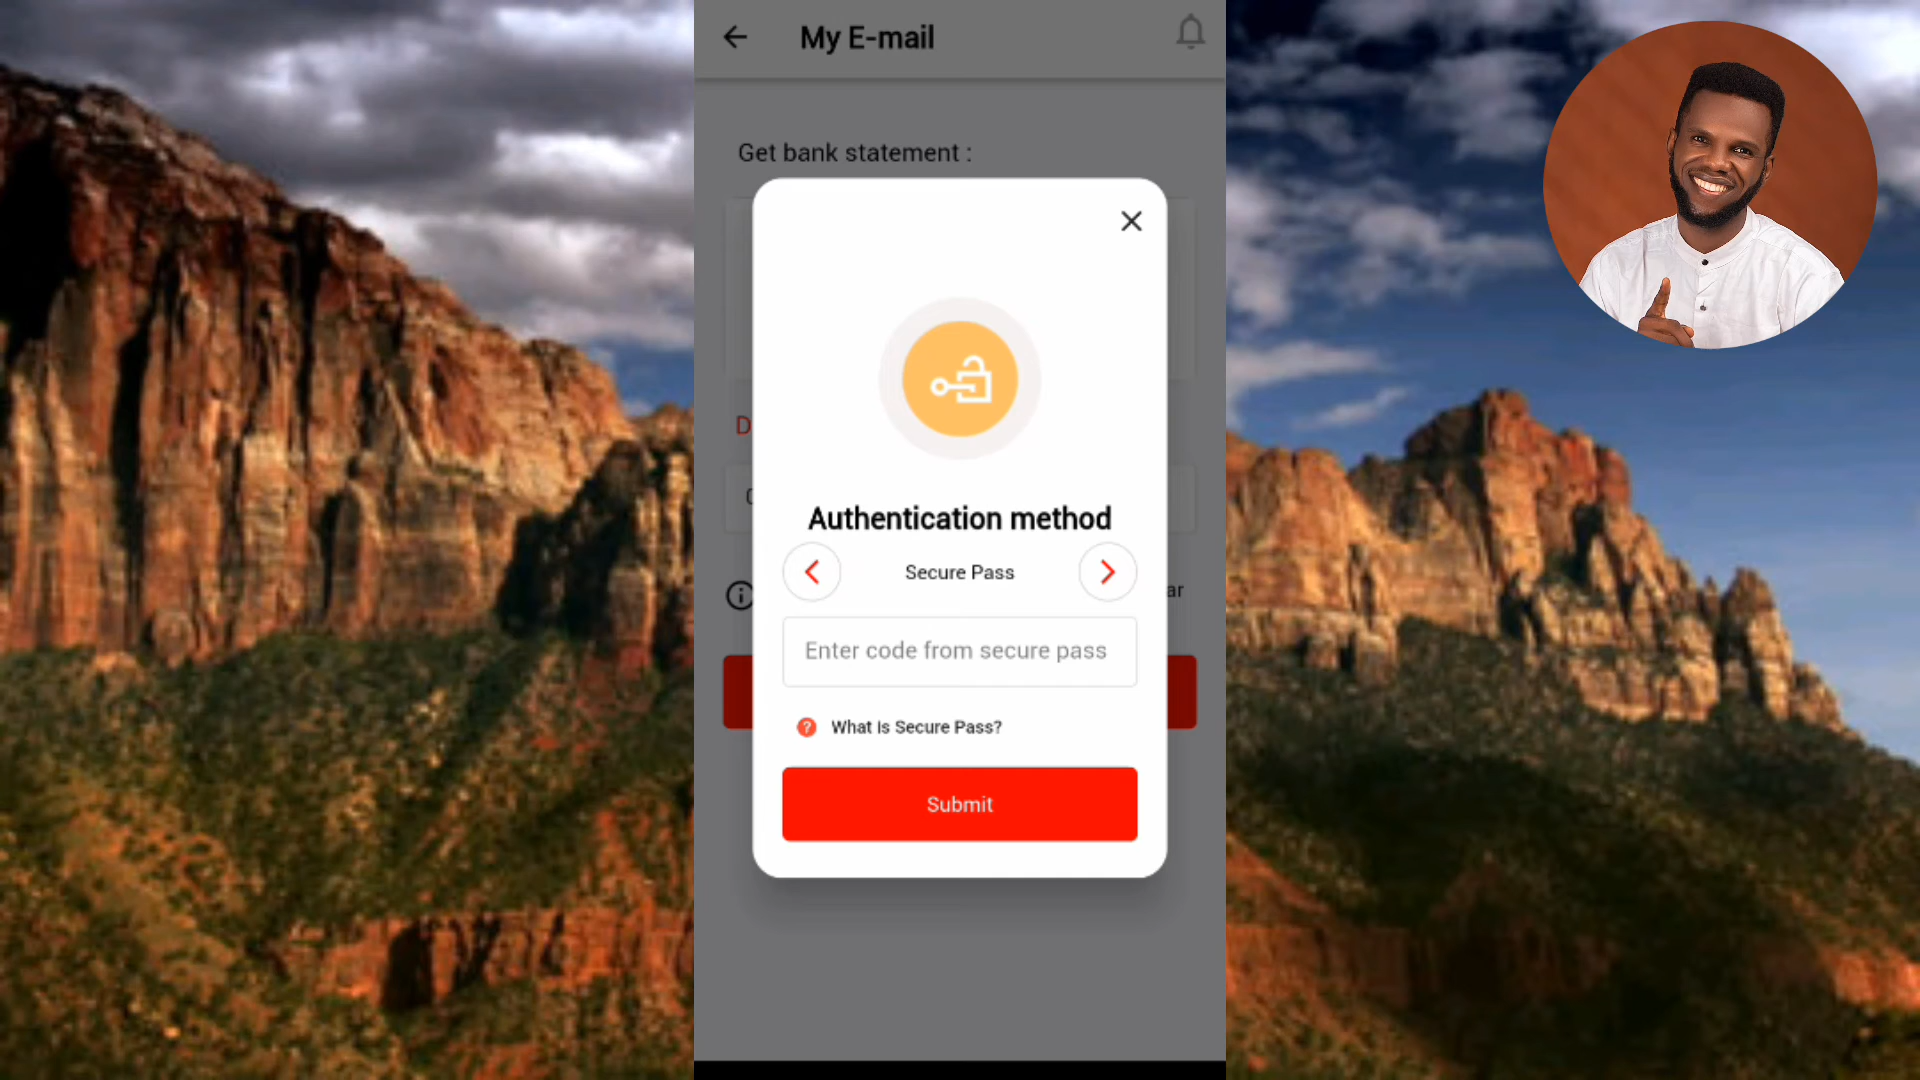 My E-mail
Get bank statement :
D
ar
Authentication method
Secure Pass
Enter code from secure pass
? What is Secure Pass?
Submit